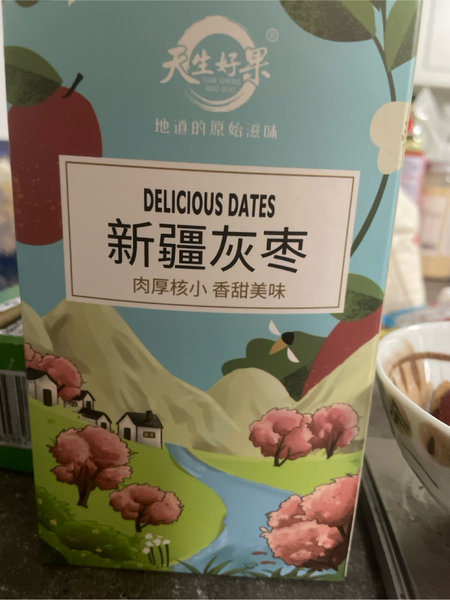 天生好果®
TIAN SHENG
HAO GUO
地道的原始滋味
DELICIOUS DATES
新疆灰枣
肉厚核小 香甜美味